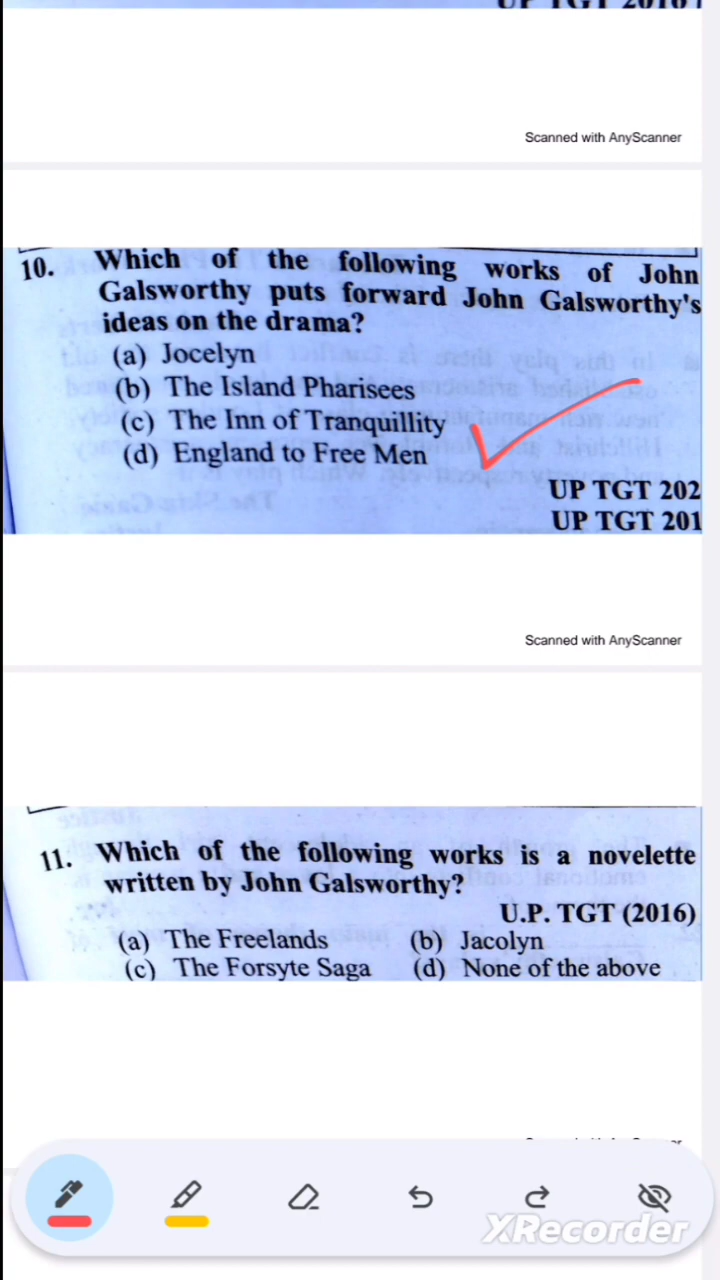 Scanned with AnyScanner
10. Which of the following works of John
Galsworthy puts forward John Galsworthy's
ideas on the drama?
(a) Jocelyn
(b) The Island Pharisees
(c) The Inn of Tranquillity
(d) England to Free Men
UP TGT 202
UP TGT 201
Scanned with AnyScanner
11. Which of the following works is a novelette
written by John Galsworthy?
U.P. TGT (2016)
(a) The Freelands (b) Jacolyn
(c) The Forsyte Saga (d) None of the above
XRecorder